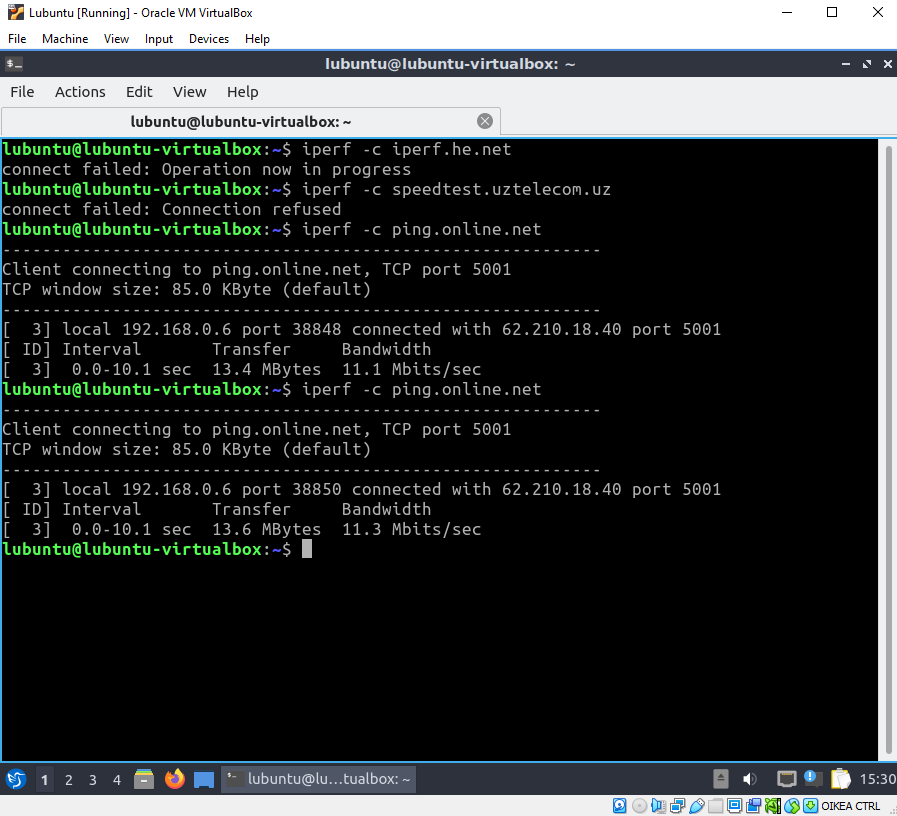 Lubuntu [Running] - Oracle VM VirtualBox
File Machine View Input Devices Help
lubuntu@lubuntu-virtualbox: ~
File Actions Edit View Help
lubuntu@lubuntu-virtualbox: ~
lubuntu@lubuntu-virtualbox:~$ iperf -c iperf.he.net
connect failed: Operation now in progress
lubuntu@lubuntu-virtualbox:~$ iperf -c speedtest.uztelecom.uz
connect failed: Connection refused
lubuntu@lubuntu-virtualbox:~$ iperf -c ping.online.net
------------------------------------------------------------
Client connecting to ping.online.net, TCP port 5001
TCP window size: 85.0 KByte (default)
------------------------------------------------------------
[  3] local 192.168.0.6 port 38848 connected with 62.210.18.40 port 5001
[ ID] Interval       Transfer     Bandwidth
[  3]  0.0-10.1 sec  13.4 MBytes  11.1 Mbits/sec
lubuntu@lubuntu-virtualbox:~$ iperf -c ping.online.net
------------------------------------------------------------
Client connecting to ping.online.net, TCP port 5001
TCP window size: 85.0 KByte (default)
------------------------------------------------------------
[  3] local 192.168.0.6 port 38850 connected with 62.210.18.40 port 5001
[ ID] Interval       Transfer     Bandwidth
[  3]  0.0-10.1 sec  13.6 MBytes  11.3 Mbits/sec
lubuntu@lubuntu-virtualbox:~$
1 2 3 4 lubuntu@lu...tualbox: ~ 15:30
ΟΙΚΕΑ CTRL